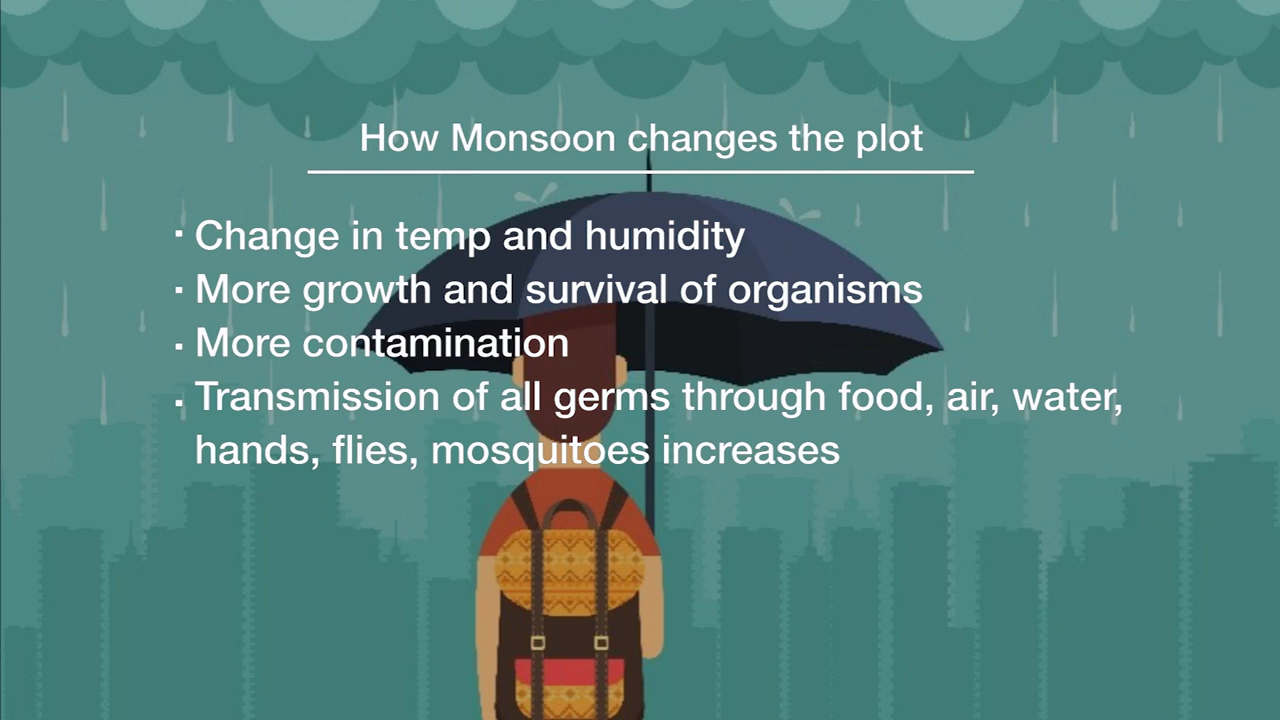 How Monsoon changes the plot
· Change in temp and humidity
· More growth and survival of organisms
· More contamination
· Transmission of all germs through food, air, water,
hands, flies, mosquitoes increases